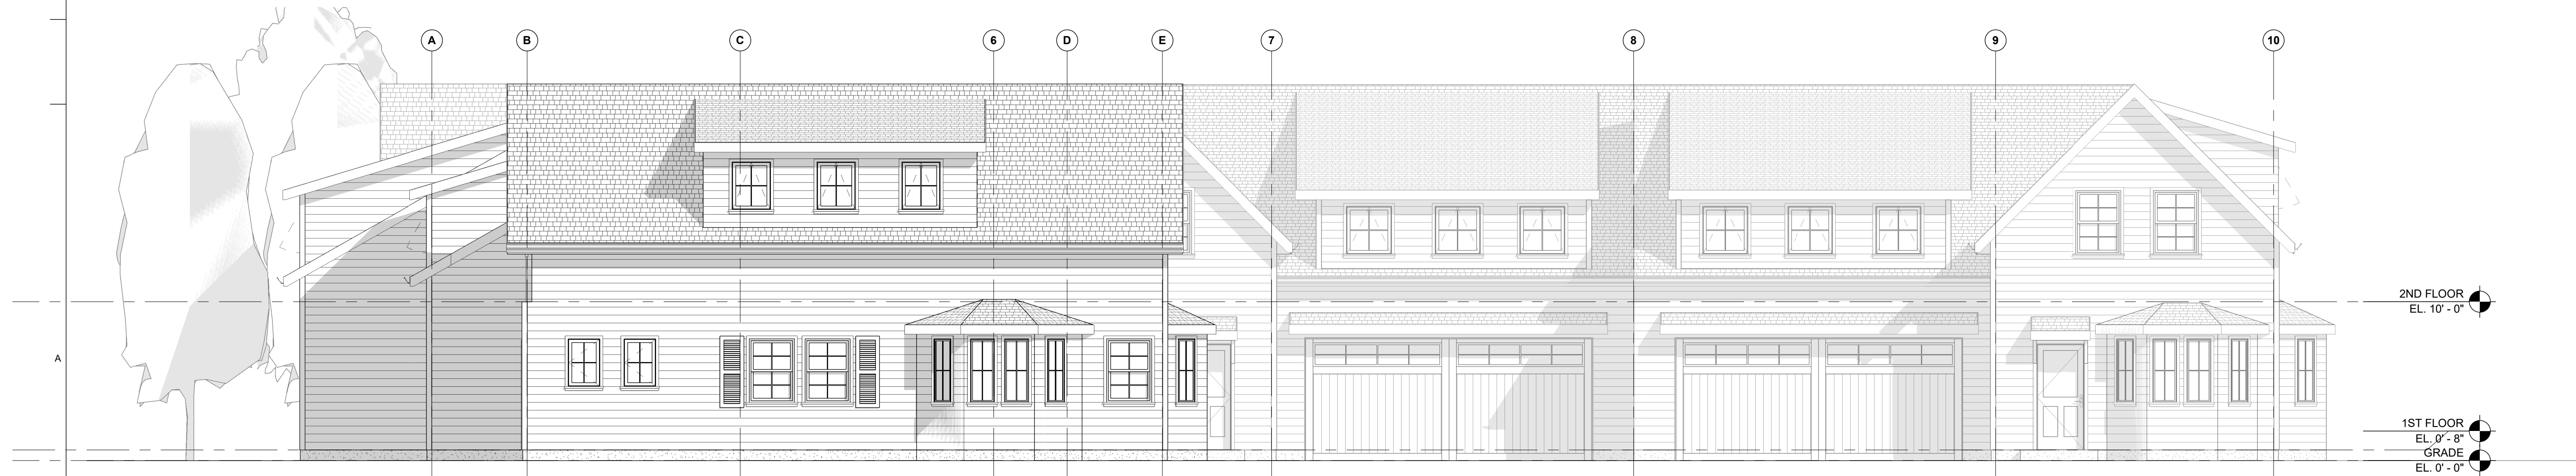 A
B
C
6
D
E
7
8
9
10
2ND FLOOR
EL. 10' - 0"
A
1ST FLOOR
EL. 0' - 8"
GRADE
EL. 0' - 0"